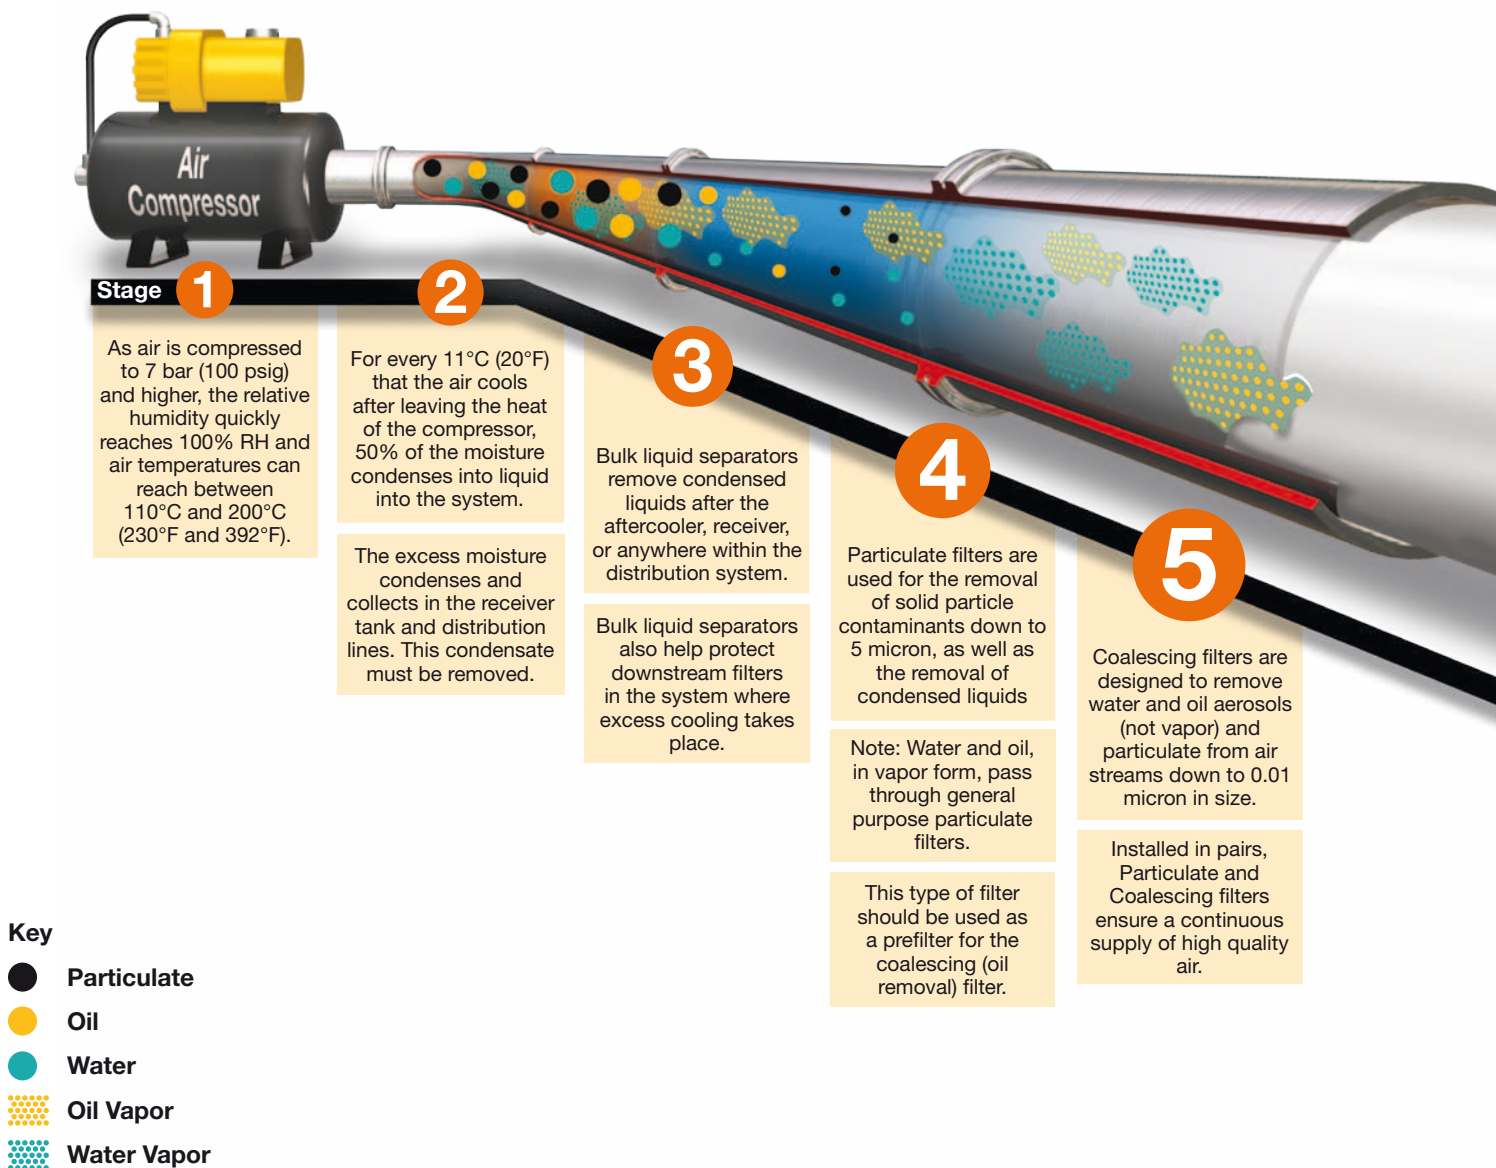 Air
Compressor
Stage
1
As air is compressed
to 7 bar (100 psig)
and higher, the relative
humidity quickly
reaches 100% RH and
air temperatures can
reach between
110°C and 200°C
(230°F and 392°F).
2
For every 11°C (20°F)
that the air cools
after leaving the heat
of the compressor,
50% of the moisture
condenses into liquid
into the system.
The excess moisture
condenses and
collects in the receiver
tank and distribution
lines. This condensate
must be removed.
3
Bulk liquid separators
remove condensed
liquids after the
aftercooler, receiver,
or anywhere within the
distribution system.
Bulk liquid separators
also help protect
downstream filters
in the system where
excess cooling takes
place.
4
Particulate filters are
used for the removal
of solid particle
contaminants down to
5 micron, as well as
the removal of
condensed liquids
Note: Water and oil,
in vapor form, pass
through general
purpose particulate
filters.
This type of filter
should be used as
a prefilter for the
coalescing (oil
removal) filter.
5
Coalescing filters are
designed to remove
water and oil aerosols
(not vapor) and
particulate from air
streams down to 0.01
micron in size.
Installed in pairs,
Particulate and
Coalescing filters
ensure a continuous
supply of high quality
air.
Key
Particulate
Oil
Water
Oil Vapor
Water Vapor